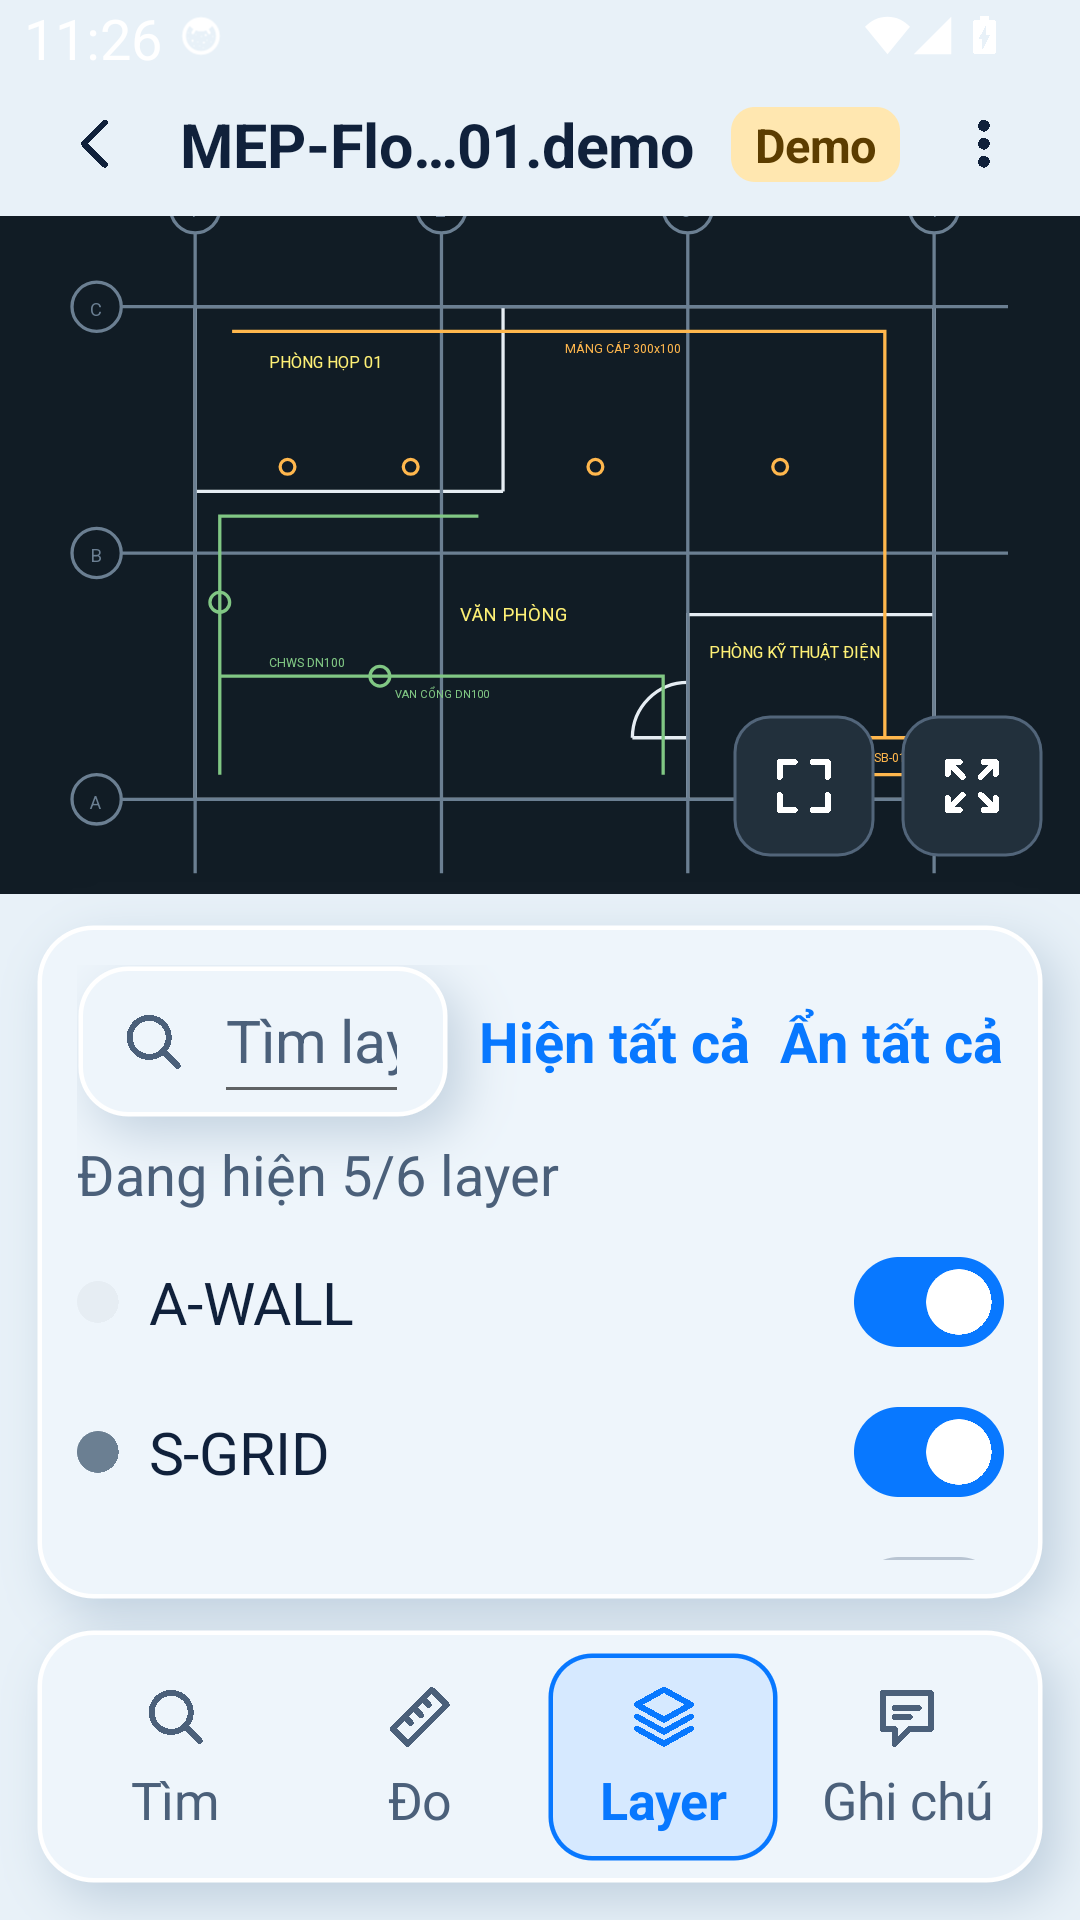 11:26
MEP-Flo...01.demo
Demo
C
MÁNG CÁP 300x100
PHÒNG HỌP 01
B
VĂN PHÒNG
PHÒNG KỸ THUẬT ĐIỆN
CHWS DN100
VAN CỔNG DN100
A
Tìm lay
Hiện tất cả
Ẩn tất cả
Đang hiện 5/6 layer
A-WALL
S-GRID
Tìm
Đo
Layer
Ghi chú